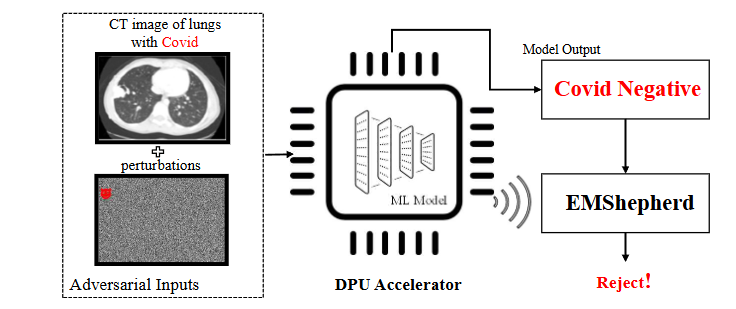 CT image of lungs
with Covid
perturbations
Adversarial Inputs
ML Model
DPU Accelerator
Model Output
Covid Negative
EMShepherd
Reject!